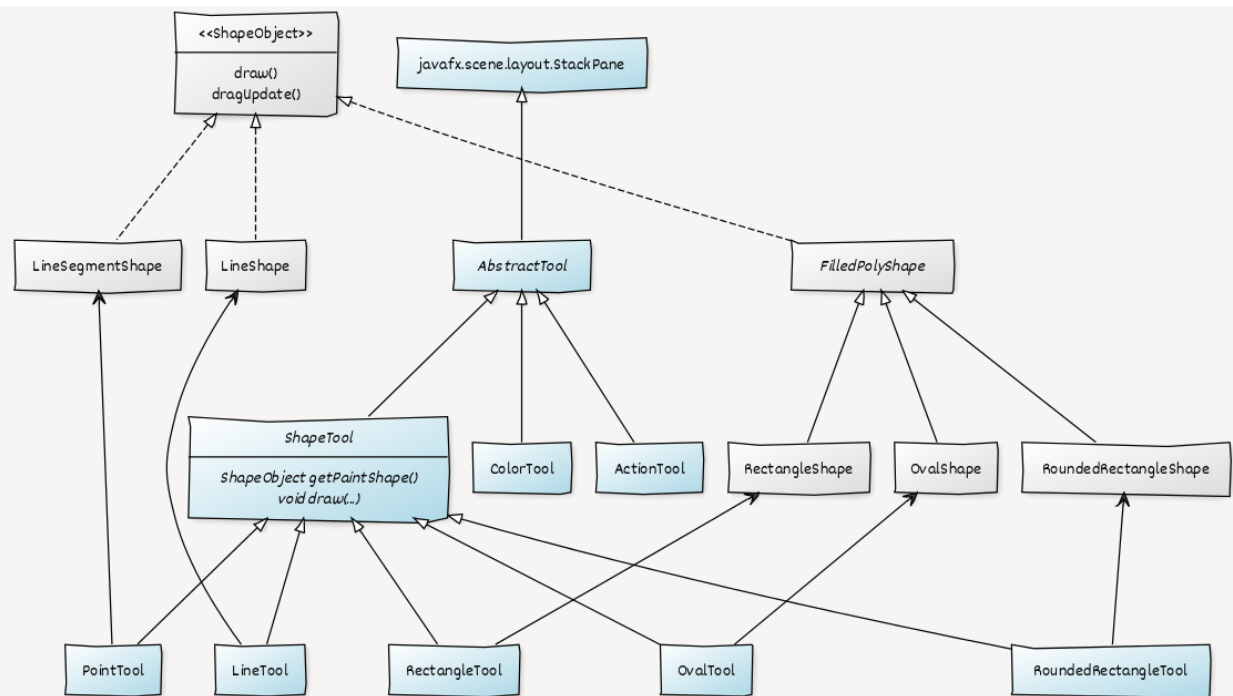 <<ShapeObject>>
draw()
dragUpdate()
javafx.scene.layout.StackPane
LineSegmentShape
LineShape
AbstractTool
FilledPolyShape
ShapeTool
ShapeObject getPaintShape()
void draw(...)
ColorTool
ActionTool
RectangleShape
OvalShape
RoundedRectangleShape
PointTool
LineTool
RectangleTool
OvalTool
RoundedRectangleTool